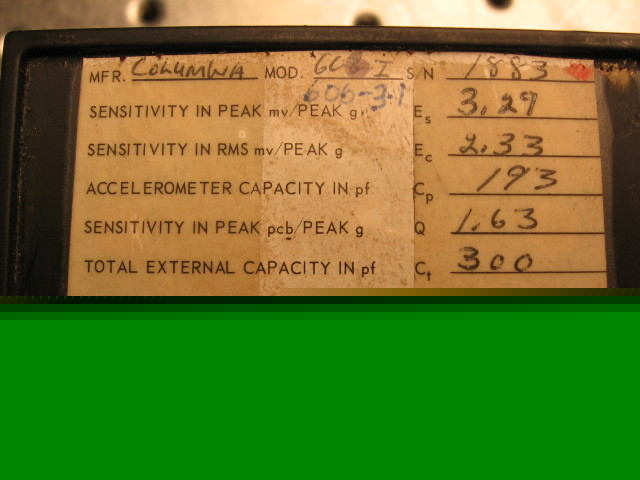 MFR. COLUMBIA MOD. 606-I S/N 1883
606-3-1
SENSITIVITY IN PEAK mv/PEAK g Es 3.29
SENSITIVITY IN RMS mv/PEAK g Ec 2.33
ACCELEROMETER CAPACITY IN pf Cp 193
SENSITIVITY IN PEAK pcb/PEAK g Q 1.63
TOTAL EXTERNAL CAPACITY IN pf Ct 300